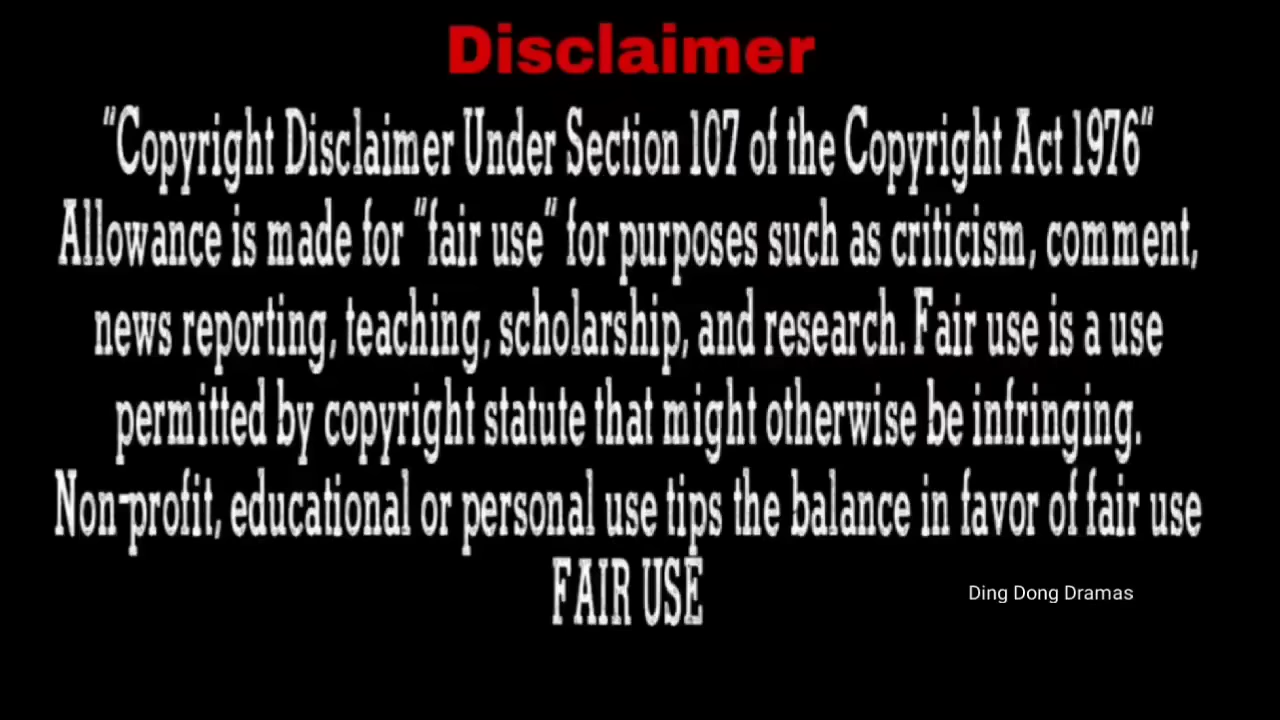 Disclaimer
"Copyright Disclaimer Under Section 107 of the Copyright Act 1976"
Allowance is made for "fair use" for purposes such as criticism, comment,
news reporting, teaching, scholarship, and research. Fair use is a use
permitted by copyright statute that might otherwise be infringing.
Non-profit, educational or personal use tips the balance in favor of fair use
FAIR USE
Ding Dong Dramas